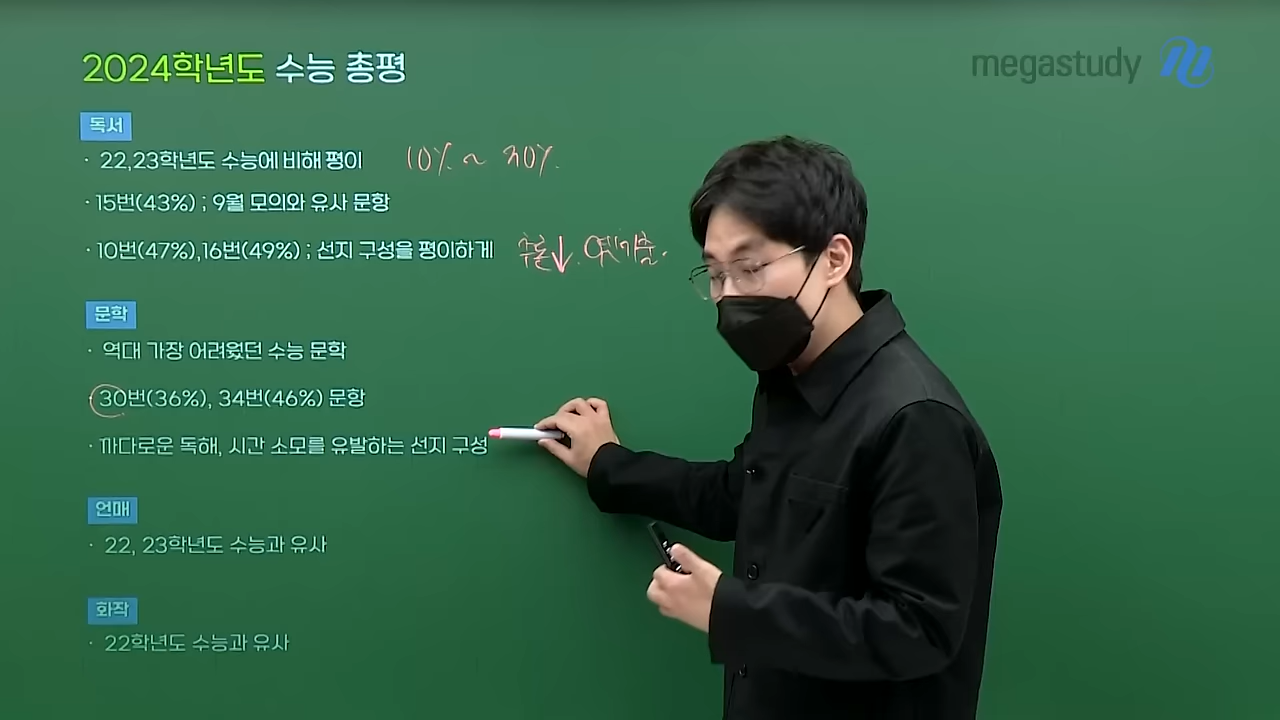 2024학년도 수능 총평
megastudy
독서
· 22,23학년도 수능에 비해 평이 10% ~ 30%.
· 15번(43%) ; 9월 모의와 유사 문항
· 10번(47%),16번(49%) ; 선지 구성을 평이하게 추론↓.
문학
· 역대 가장 어려웠던 수능 문학
· 30번(36%), 34번(46%) 문항
· 까다로운 독해, 시간 소모를 유발하는 선지 구성
언매
· 22, 23학년도 수능과 유사
화작
· 22학년도 수능과 유사